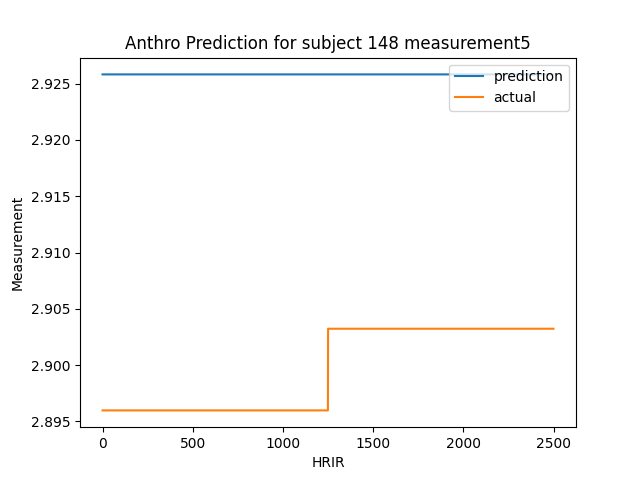 Anthro Prediction for subject 148 measurement5
prediction
actual
2.925
2.920
2.915
2.910
2.905
2.900
2.895
Measurement
0 500 1000 1500 2000 2500
HRIR